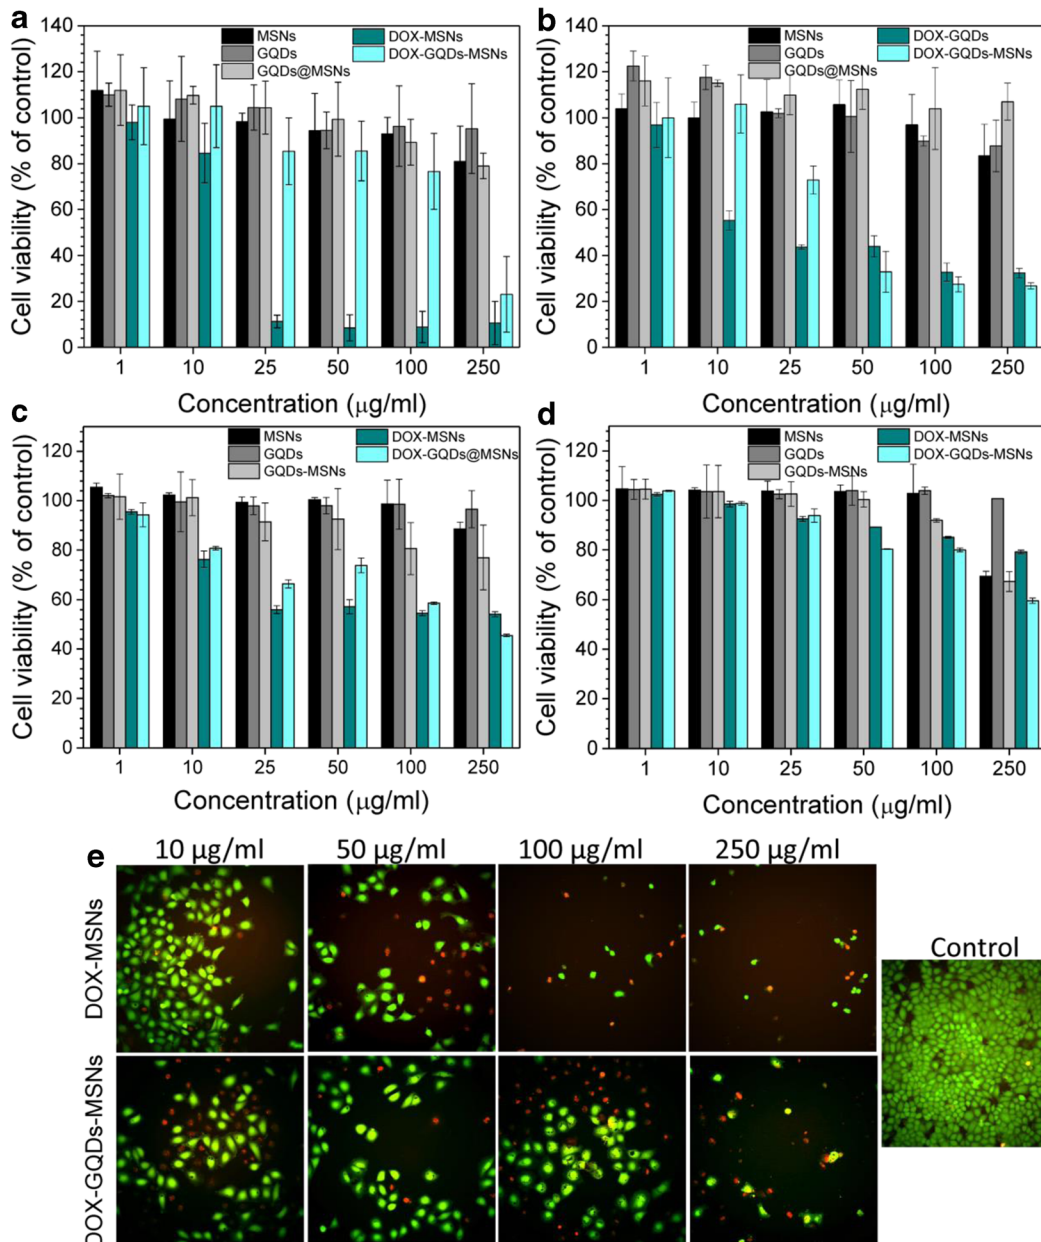 a
140
120
100
80
60
40
20
0
Cell viability (% of control)
MSNs
GQDs
GQDs@MSNs
DOX-MSNs
DOX-GQDs-MSNs
1 10 25 50 100 250
Concentration (µg/ml)
b
140
120
100
80
60
40
20
0
Cell viability (% of control)
MSNs
GQDs
GQDs@MSNs
DOX-GQDs
DOX-GQDs-MSNs
1 10 25 50 100 250
Concentration (µg/ml)
c
120
100
80
60
40
20
0
Cell viability (% of control)
MSNs
GQDs
GQDs-MSNs
DOX-MSNs
DOX-GQDs@MSNs
1 10 25 50 100 250
Concentration (µg/ml)
d
120
100
80
60
40
20
0
Cell viability (% of control)
MSNs
GQDs
GQDs-MSNs
DOX-MSNs
DOX-GQDs-MSNs
1 10 25 50 100 250
Concentration (µg/ml)
e
10 µg/ml 50 µg/ml 100 µg/ml 250 µg/ml
DOX-MSNs
DOX-GQDs-MSNs
Control